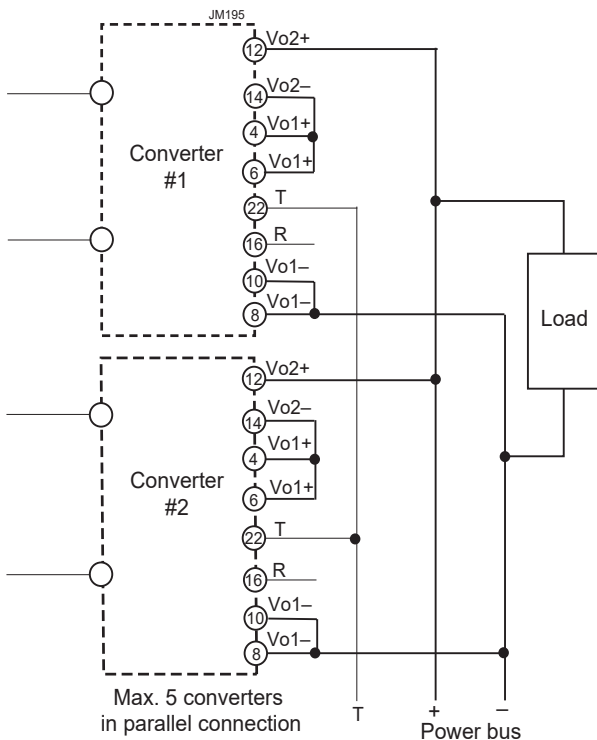 JM195
12 Vo2+
14 Vo2–
4 Vo1+
Converter
#1
6 Vo1+
22 T
16 R
10 Vo1–
8 Vo1–
Load
12 Vo2+
14 Vo2–
4 Vo1+
Converter
#2
6 Vo1+
22 T
16 R
10 Vo1–
8 Vo1–
Max. 5 converters
in parallel connection
T
+
–
Power bus